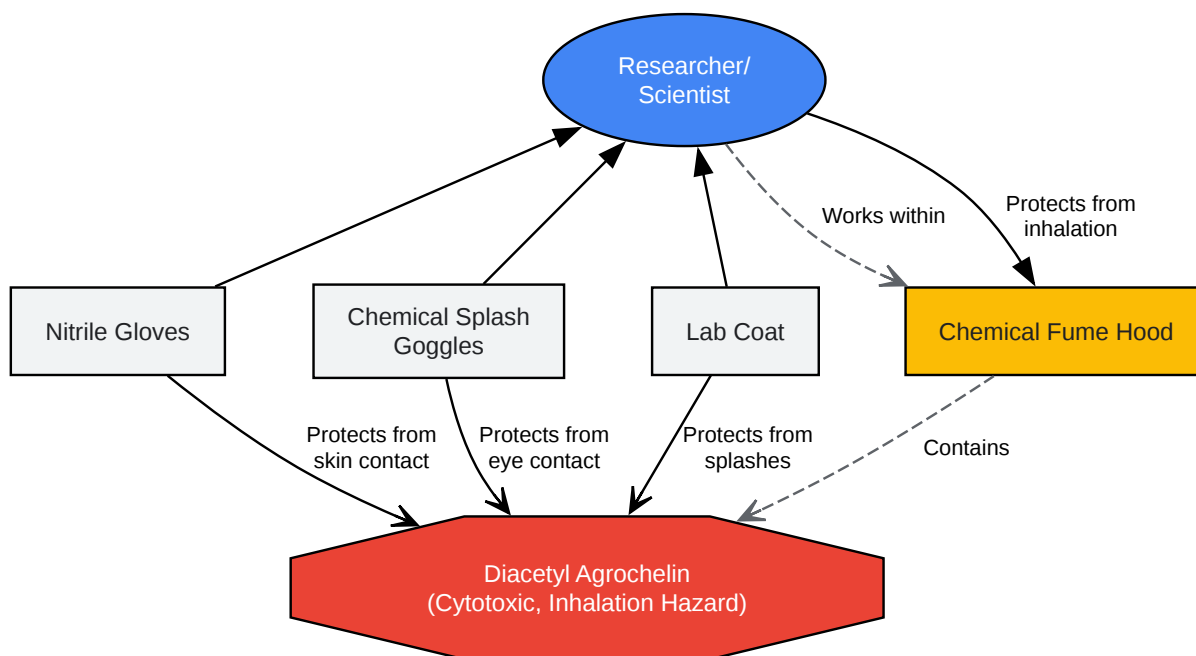 Researcher/
Scientist
Works within
Protects from
inhalation
Nitrile Gloves
Chemical Splash
Goggles
Lab Coat
Chemical Fume Hood
Protects from
skin contact
Protects from
eye contact
Protects from
splashes
Contains
Diacetyl Agrochelin
(Cytotoxic, Inhalation Hazard)